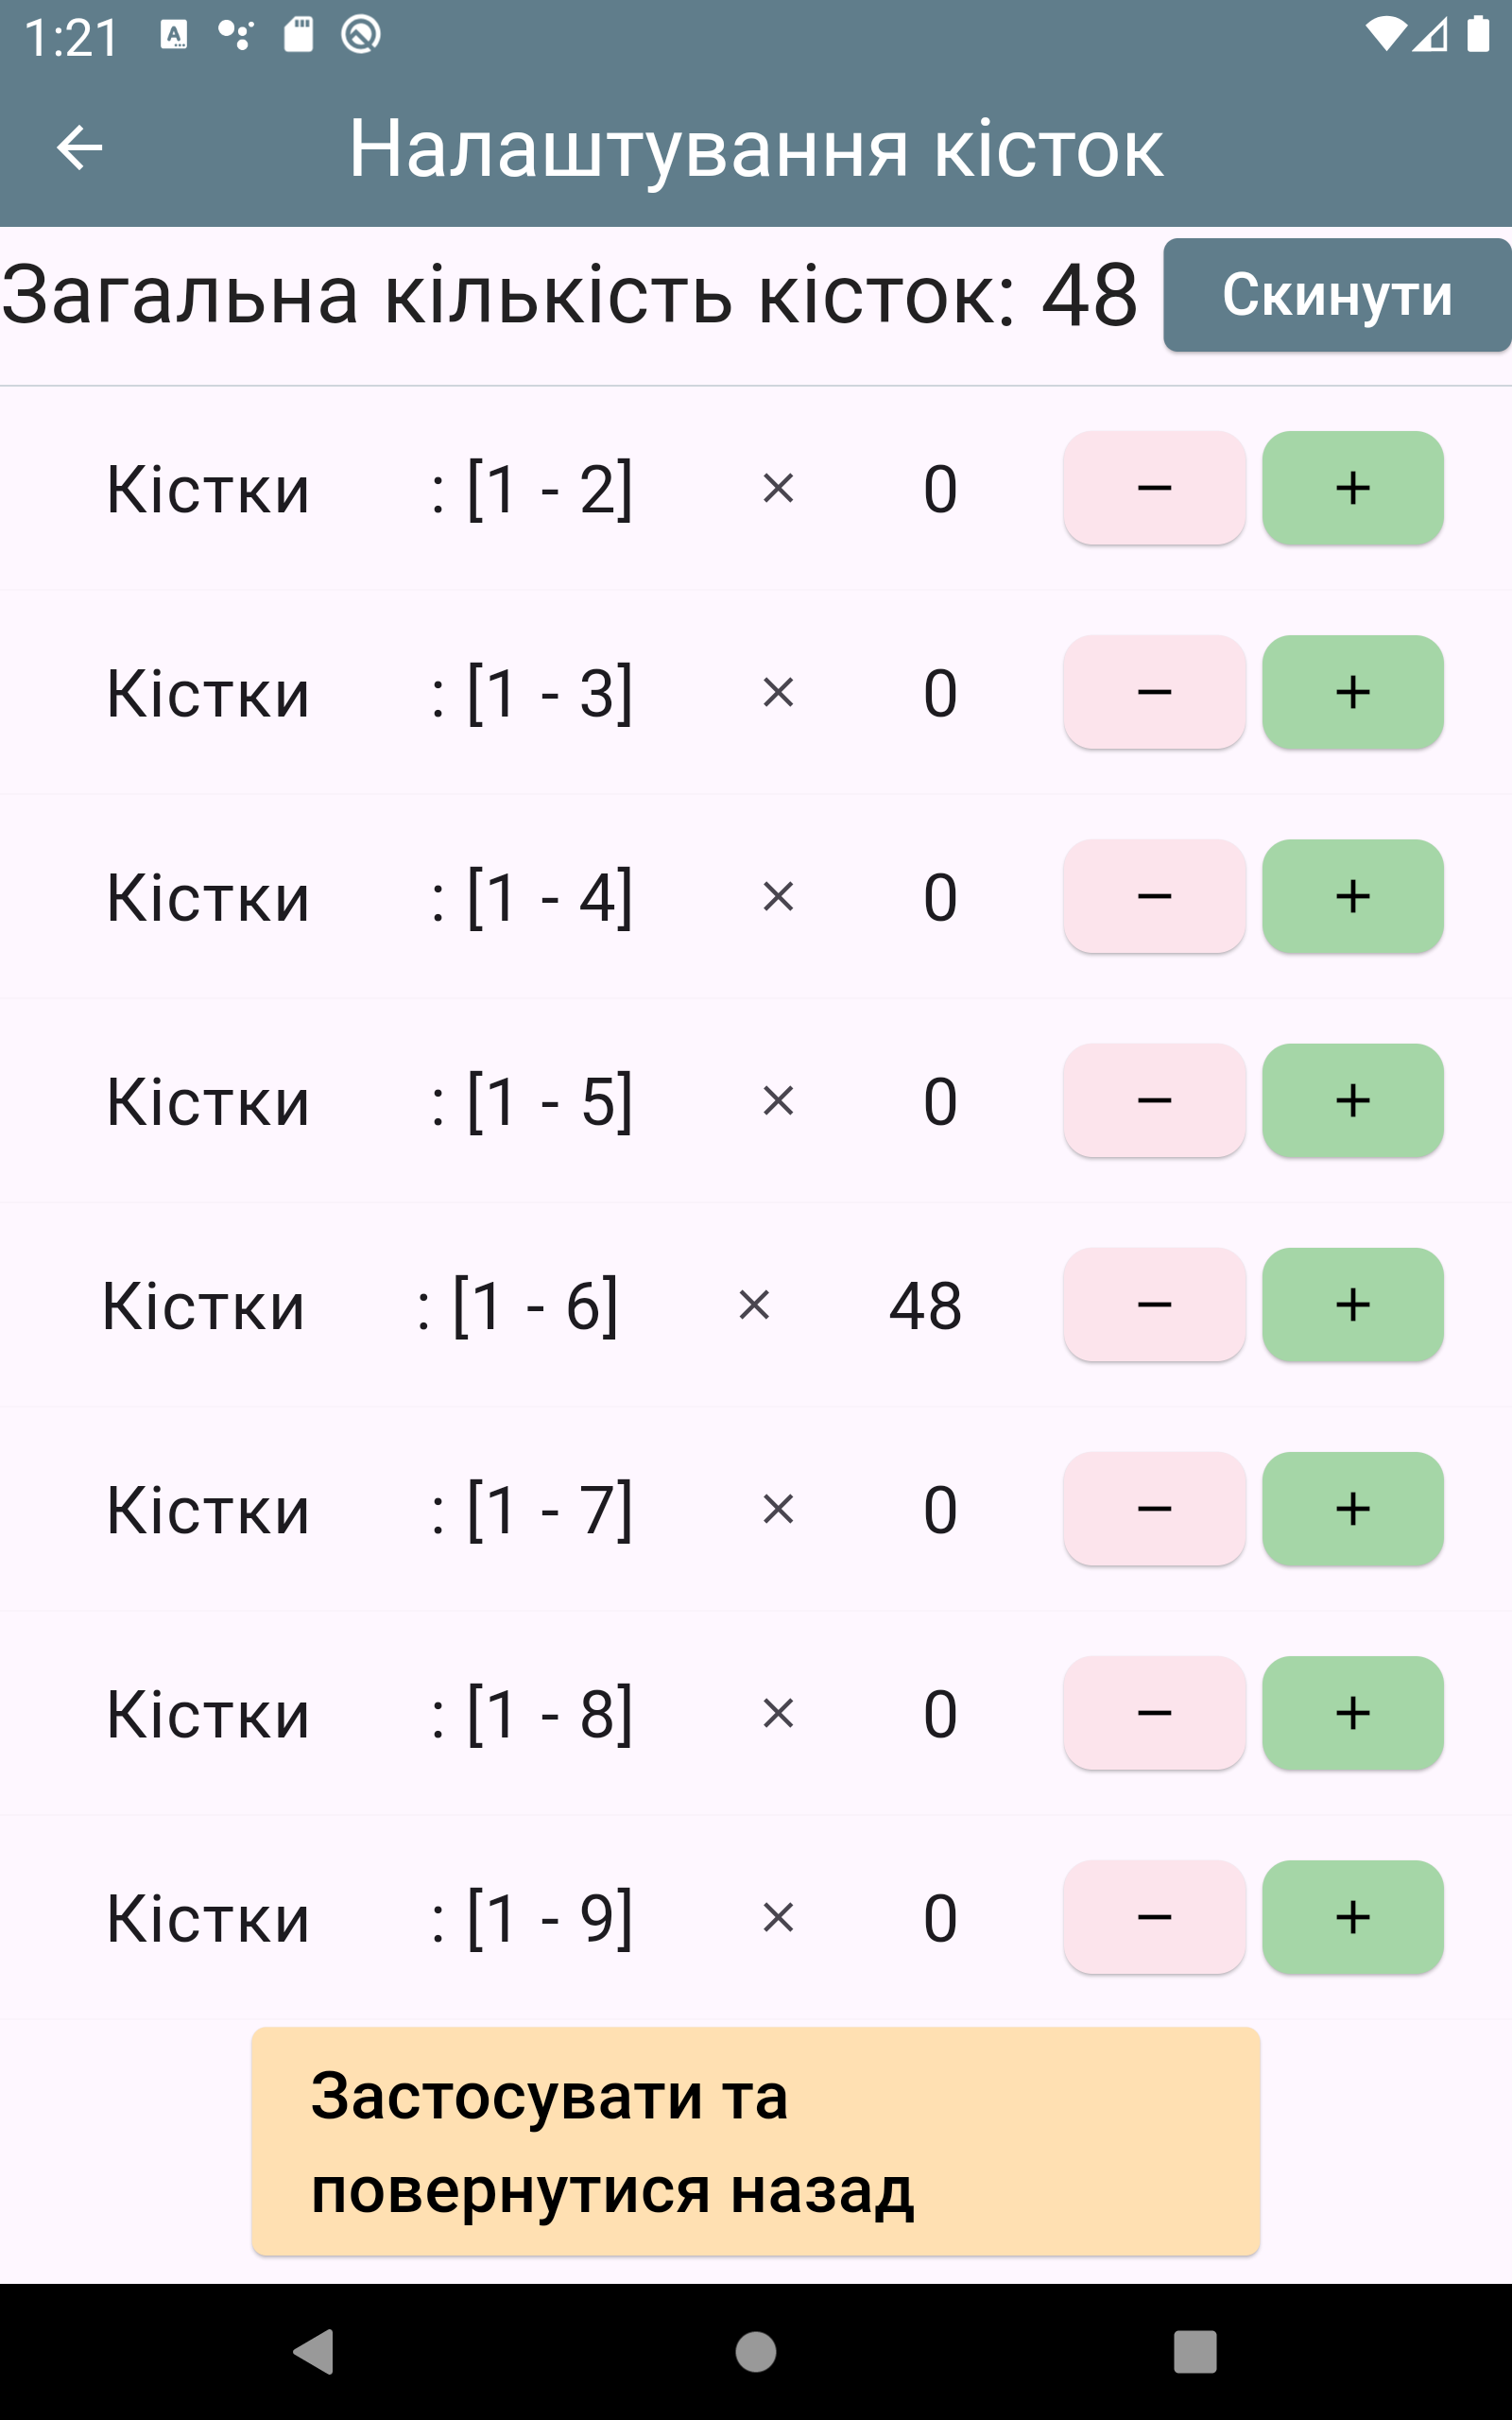 1:21
Налаштування кісток
Загальна кількість кісток: 48 Скинути
Кістки : [1 - 2] × 0 − +
Кістки : [1 - 3] × 0 − +
Кістки : [1 - 4] × 0 − +
Кістки : [1 - 5] × 0 − +
Кістки : [1 - 6] × 48 − +
Кістки : [1 - 7] × 0 − +
Кістки : [1 - 8] × 0 − +
Кістки : [1 - 9] × 0 − +
Застосувати та
повернутися назад